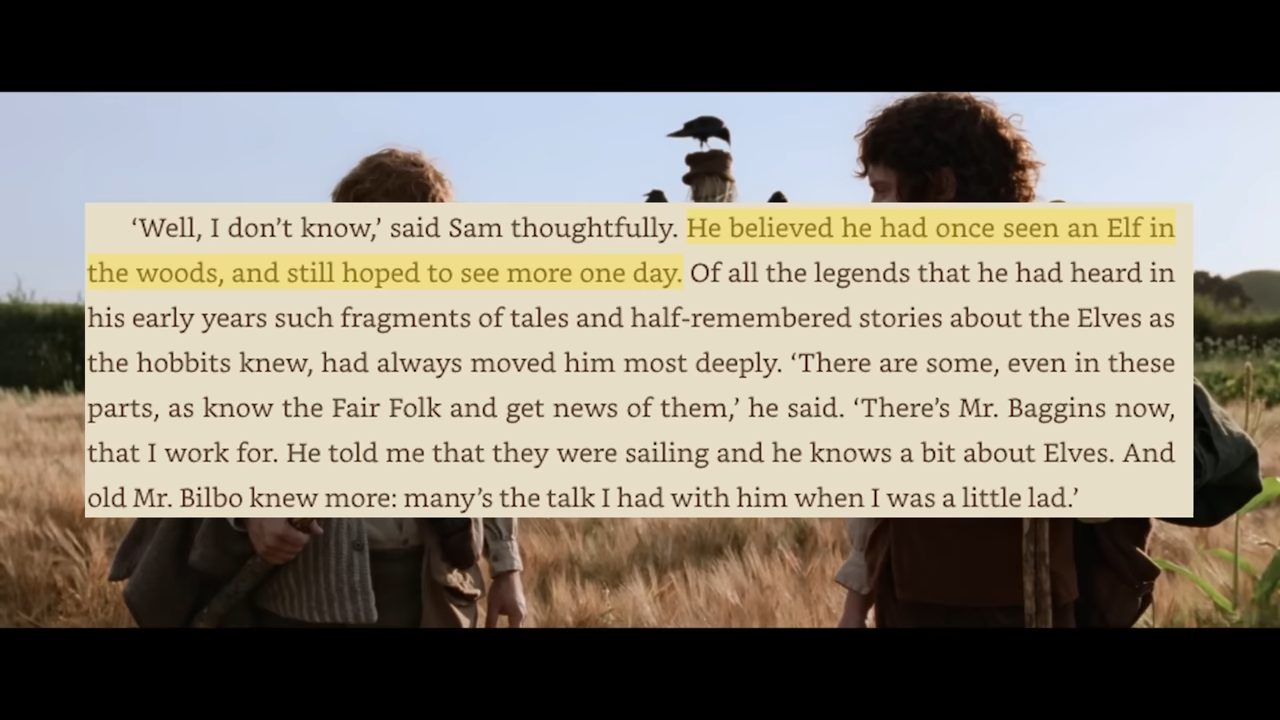 ‘Well, I don’t know,’ said Sam thoughtfully. He believed he had once seen an Elf in
the woods, and still hoped to see more one day. Of all the legends that he had heard in
his early years such fragments of tales and half-remembered stories about the Elves as
the hobbits knew, had always moved him most deeply. ‘There are some, even in these
parts, as know the Fair Folk and get news of them,’ he said. ‘There’s Mr. Baggins now,
that I work for. He told me that they were sailing and he knows a bit about Elves. And
old Mr. Bilbo knew more: many’s the talk I had with him when I was a little lad.’